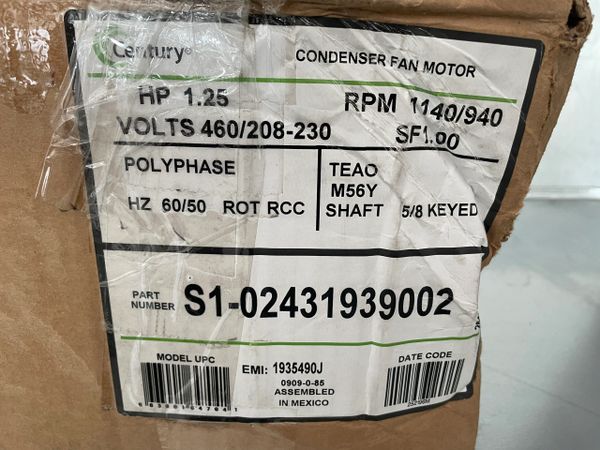 Century®
CONDENSER FAN MOTOR
HP 1.25
RPM 1140/940
VOLTS 460/208-230
SF1.00
POLYPHASE
TEAO
M56Y
HZ 60/50 ROT RCC
SHAFT 5/8 KEYED
PART
NUMBER
S1-02431939002
MODEL UPC
EMI: 1935490J
DATE CODE
0909-0-85
ASSEMBLED
IN MEXICO